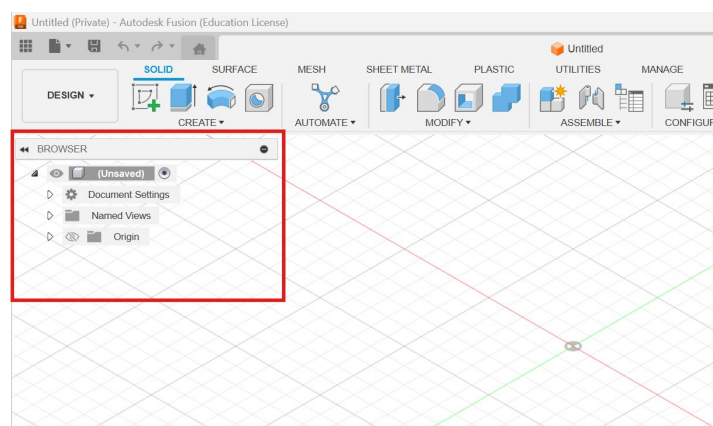 Untitled (Private) - Autodesk Fusion (Education License)
Untitled
SOLID SURFACE MESH SHEET METAL PLASTIC UTILITIES MANAGE
DESIGN
CREATE AUTOMATE MODIFY ASSEMBLE CONFIGUR
BROWSER
(Unsaved)
Document Settings
Named Views
Origin